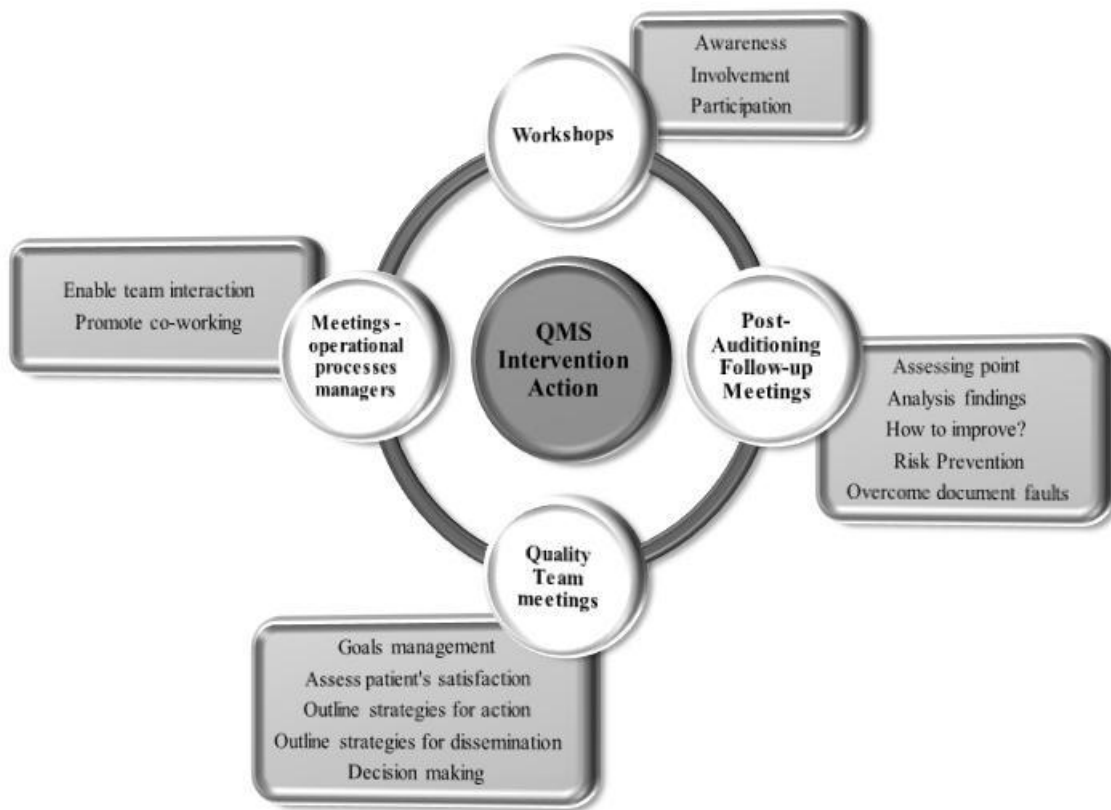 Awareness
Involvement
Participation
Workshops
Enable team interaction
Promote co-working
Meetings -
operational
processes
managers
QMS
Intervention
Action
Post-
Auditioning
Follow-up
Meetings
Assessing point
Analysis findings
How to improve?
Risk Prevention
Overcome document faults
Quality
Team
meetings
Goals management
Assess patient's satisfaction
Outline strategies for action
Outline strategies for dissemination
Decision making